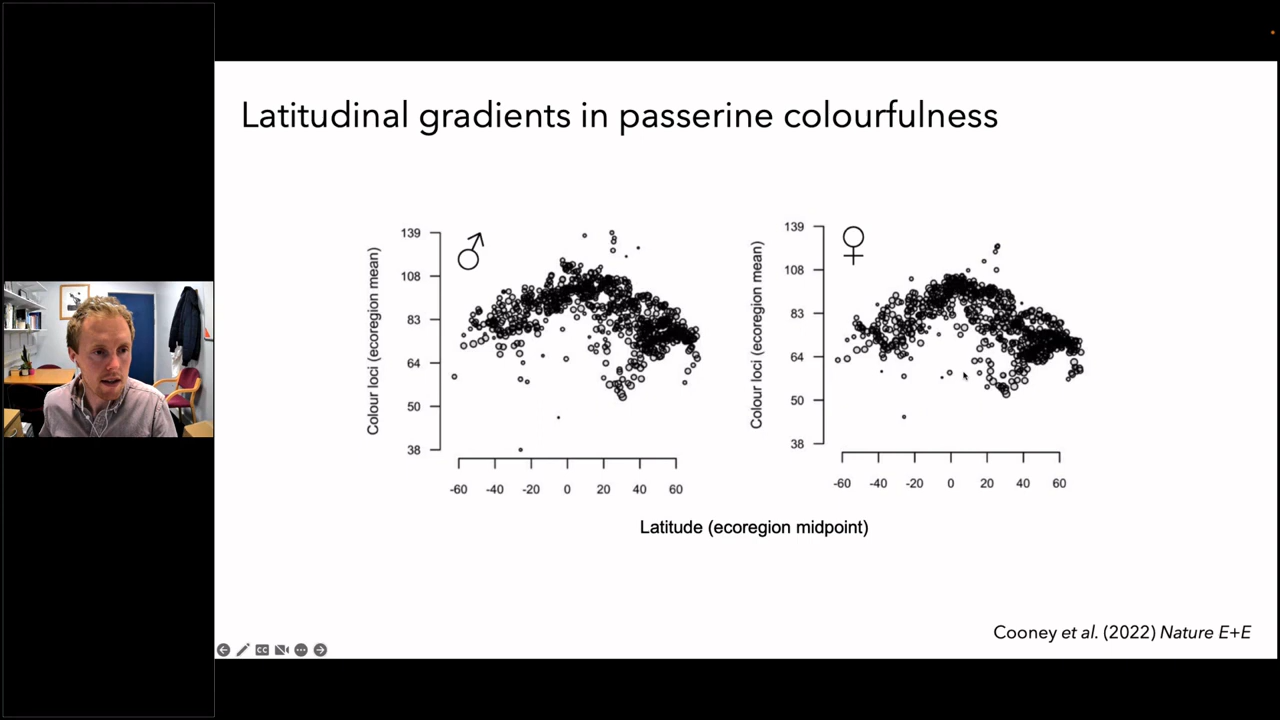 Latitudinal gradients in passerine colourfulness
Colour loci (ecoregion mean)
139
108
83
64
50
38
♂
-60 -40 -20 0 20 40 60
Colour loci (ecoregion mean)
139
108
83
64
50
38
♀
-60 -40 -20 0 20 40 60
Latitude (ecoregion midpoint)
Cooney et al. (2022) Nature E+E
CC